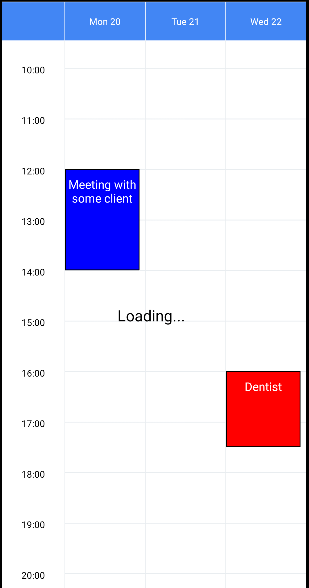 Mon 20
Tue 21
Wed 22
10:00
11:00
12:00
Meeting with
some client
13:00
14:00
Loading...
15:00
16:00
Dentist
17:00
18:00
19:00
20:00